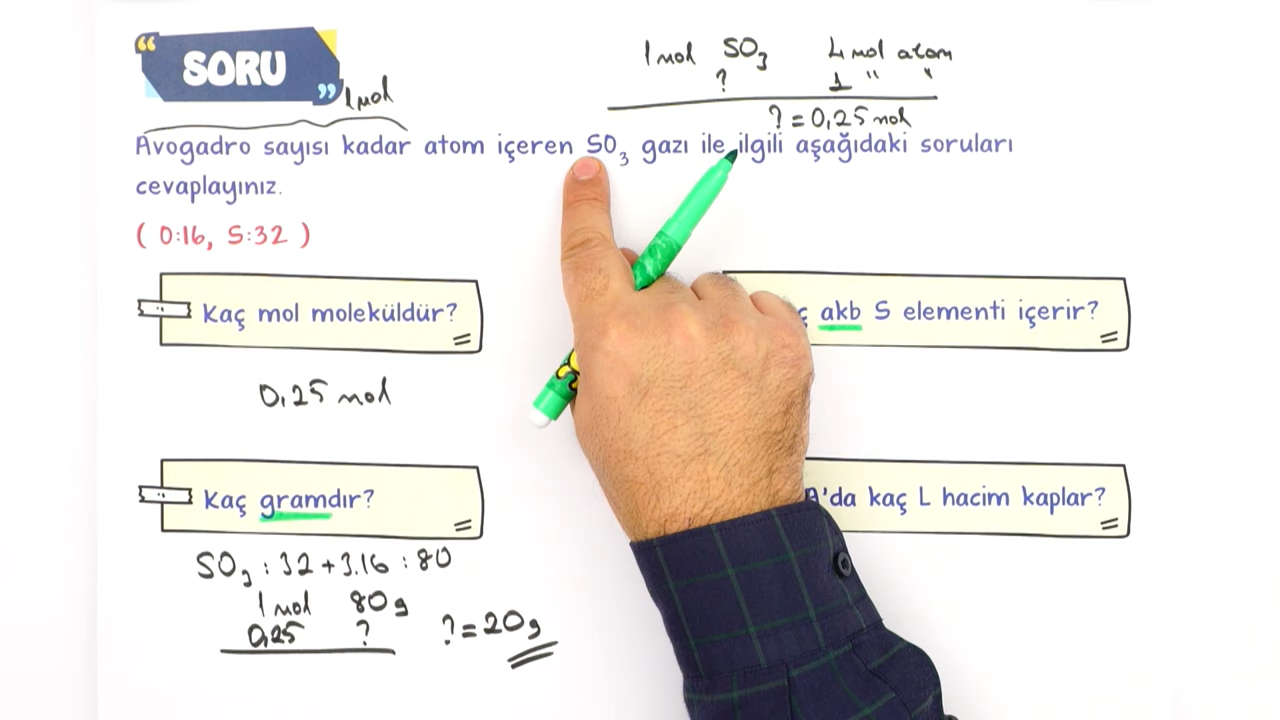 SORU
1 mol
1 mol SO3 4 mol atom
? 1 " "
? = 0,25 mol
Avogadro sayısı kadar atom içeren SO3 gazı ile ilgili aşağıdaki soruları
cevaplayınız.
( O:16, S:32 )
Kaç mol moleküldür?
akb S elementi içerir?
0,25 mol
Kaç gramdır?
'da kaç L hacim kaplar?
SO3 : 32 + 3.16 : 80
1 mol 80g
0,25 ? ? = 20g